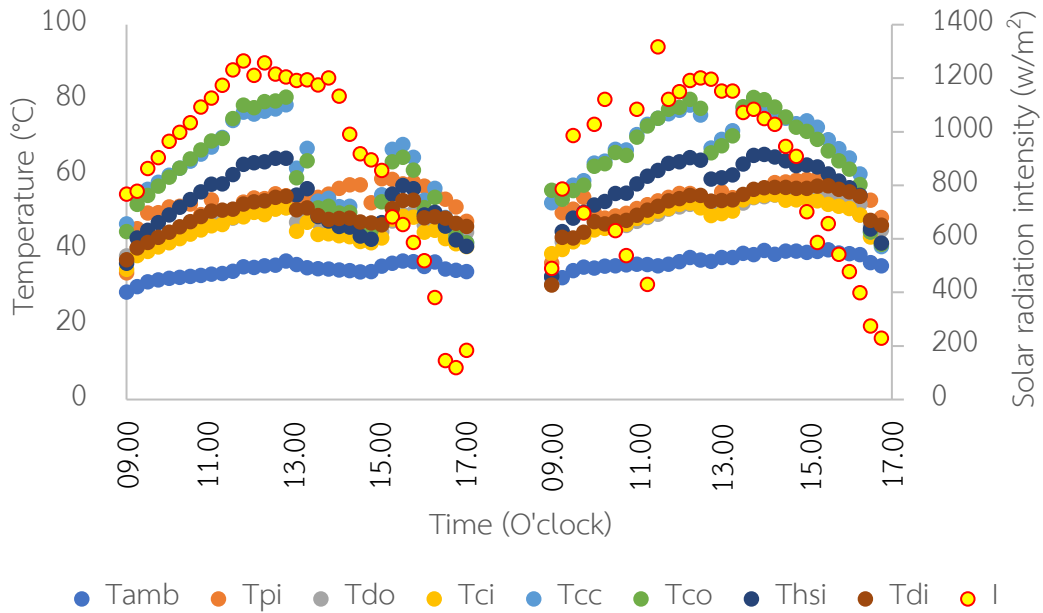 100
80
60
40
20
0
Temperature (°C)
1400
1200
1000
800
600
400
200
0
Solar radiation intensity (w/m²)
09.00 11.00 13.00 15.00 17.00 09.00 11.00 13.00 15.00 17.00
Time (O'clock)
Tamb Tpi Tdo Tci Tcc Tco Thsi Tdi I